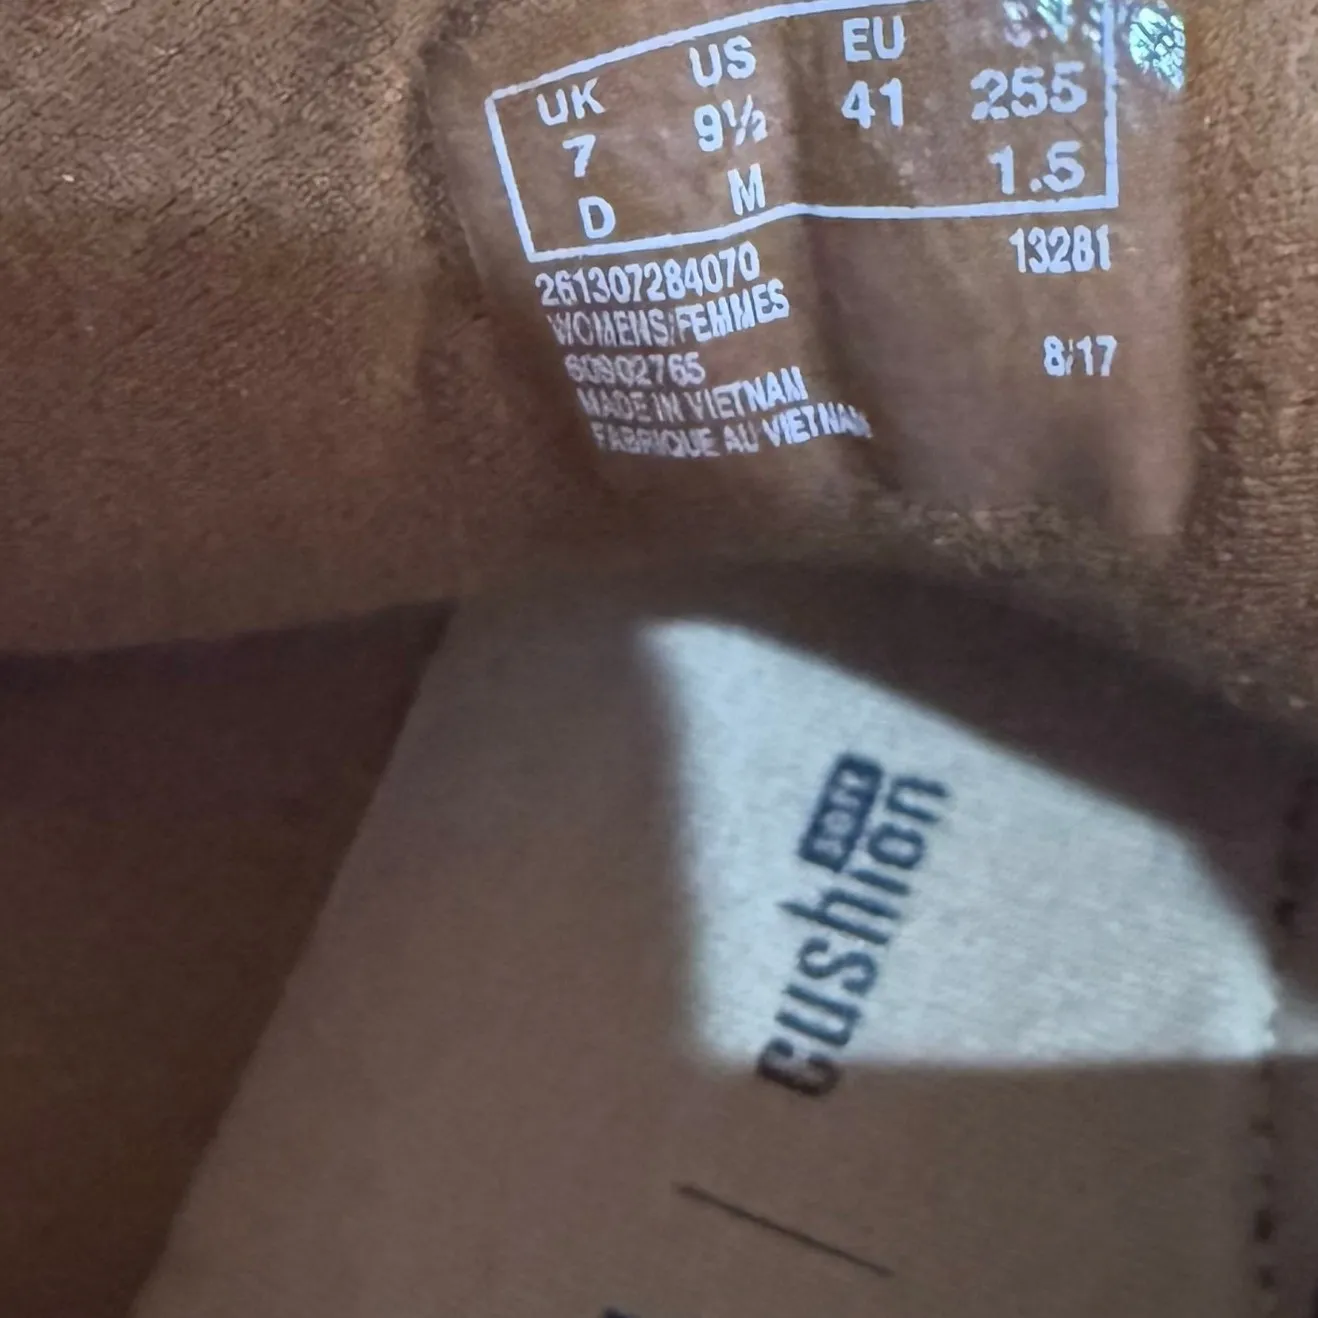 UK US EU
7 9½ 41 255
D M 1.5
261307284070 13281
WOMENS/FEMMES
60902765 8/17
MADE IN VIETNAM
FABRIQUE AU VIETNAM
cushion
soft